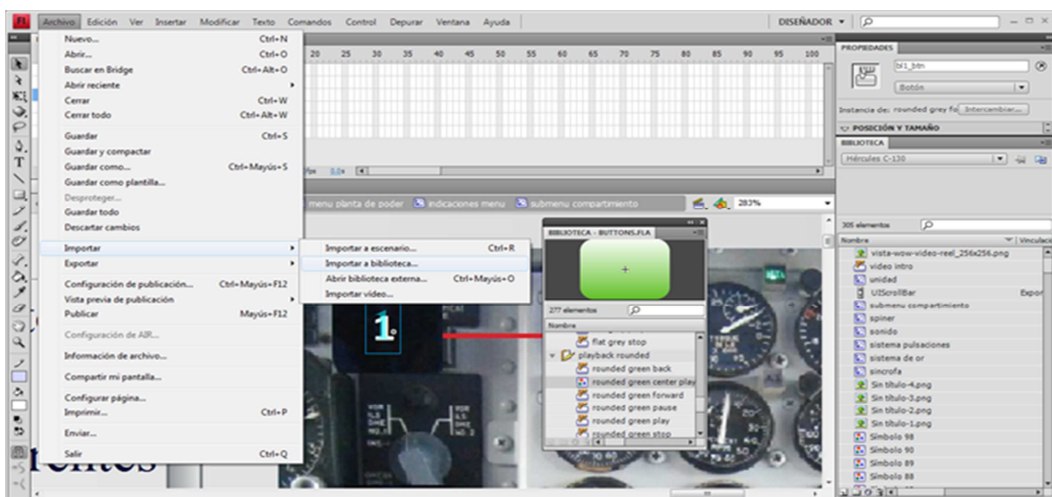 Fl Archivo Edición Ver Insertar Modificar Texto Comandos Control Depurar Ventana Ayuda DISEÑADOR
Nuevo... Ctrl+N
Abrir... Ctrl+O
Buscar en Bridge Ctrl+Alt+O
Abrir reciente
Cerrar Ctrl+W
Cerrar todo Ctrl+Alt+W
Guardar Ctrl+S
Guardar y compactar
Guardar como... Ctrl+Mayús+S
Guardar como plantilla...
Desproteger...
Guardar todo
Descartar cambios
Importar
Exportar
Configuración de publicación... Ctrl+Mayús+F12
Vista previa de publicación
Publicar Mayús+F12
Configuración de AIR...
Información de archivo...
Compartir mi pantalla...
Configurar página...
Imprimir... Ctrl+P
Enviar...
Salir Ctrl+Q
Importar a escenario... Ctrl+R
Importar a biblioteca...
Abrir biblioteca externa... Ctrl+Mayús+O
Importar vídeo...
20 25 30 35 40 45 50 55 60 65 70 75 80 85 90 95 100
fps 0.0s
menu planta de poder indicaciones menu submenu compartimiento 283%
1.
BIBLIOTECA - BUTTONS.FLA
277 elementos
Nombre
flat grey stop
playback rounded
rounded green back
rounded green center play
rounded green forward
rounded green pause
rounded green play
rounded green stop
PROPIEDADES
bl1_btn
Botón
Instancia de: rounded grey fo Intercambiar...
POSICIÓN Y TAMAÑO
BIBLIOTECA
Hércules C-130
305 elementos
Nombre Vinculaci
vista-wow-video-reel_256x256.png
video intro
unidad
UIScrollBar Expor
submenu compartimiento
spiner
sonido
sistema pulsaciones
sistema de or
sincrofa
Sin título-4.png
Sin título-3.png
Sin título-2.png
Sin título-1.png
Símbolo 98
Símbolo 90
Símbolo 89
Símbolo 88